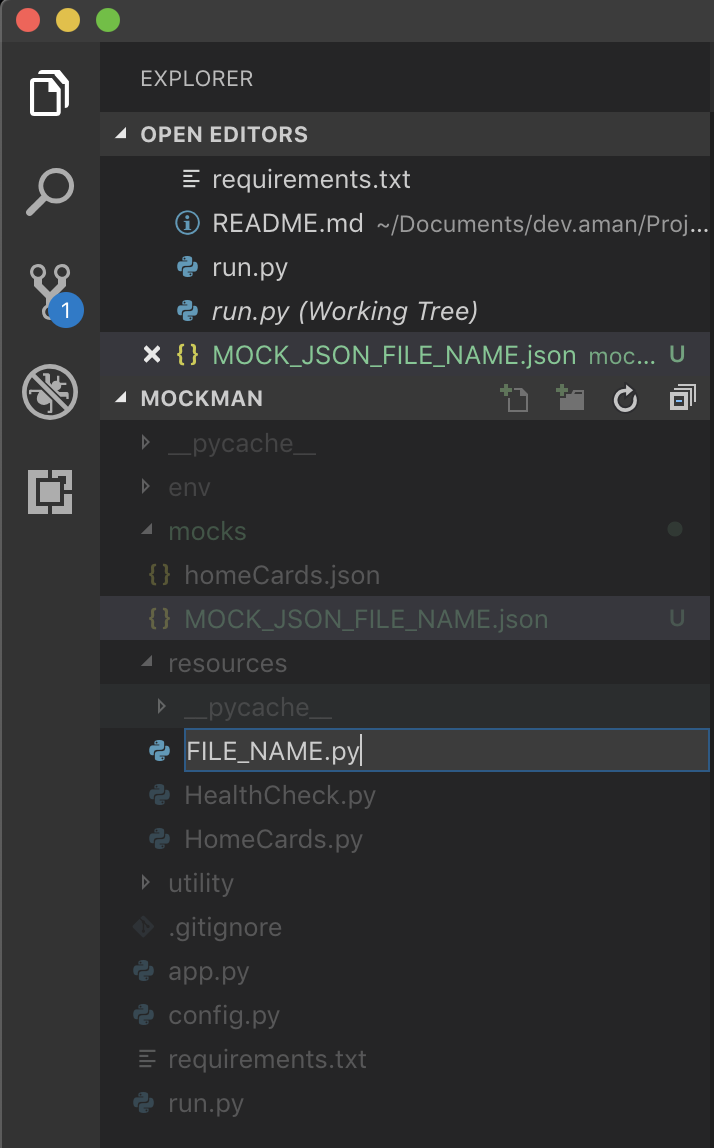 EXPLORER
OPEN EDITORS
requirements.txt
README.md ~/Documents/dev.aman/Proj...
run.py
run.py (Working Tree)
MOCK_JSON_FILE_NAME.json moc... U
1
MOCKMAN
__pycache__
env
mocks
homeCards.json
MOCK_JSON_FILE_NAME.json U
resources
__pycache__
FILE_NAME.py
HealthCheck.py
HomeCards.py
utility
.gitignore
app.py
config.py
requirements.txt
run.py